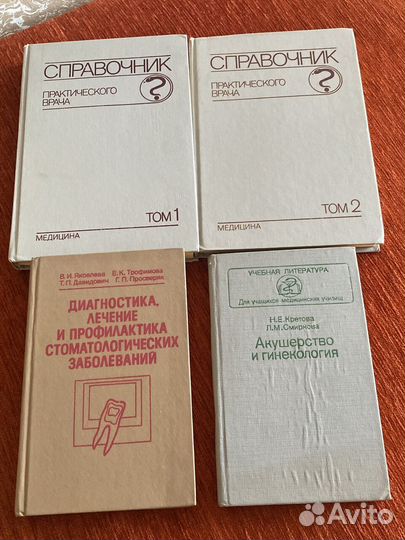 СПРАВОЧНИК
ПРАКТИЧЕСКОГО
ВРАЧА
?
ТОМ 1
МЕДИЦИНА
СПРАВОЧНИК
ПРАКТИЧЕСКОГО
ВРАЧА
?
ТОМ 2
МЕДИЦИНА
В.И. Яковлева Е.К. Трофимова
Т.П. Давидович Г.П. Просверяк
ДИАГНОСТИКА,
ЛЕЧЕНИЕ
И ПРОФИЛАКТИКА
СТОМАТОЛОГИЧЕСКИХ
ЗАБОЛЕВАНИЙ
УЧЕБНАЯ ЛИТЕРАТУРА
Для учащихся медицинских училищ
Н.Е. Кретова
Л.М. Смирнова
Акушерство
и гинекология
Avito